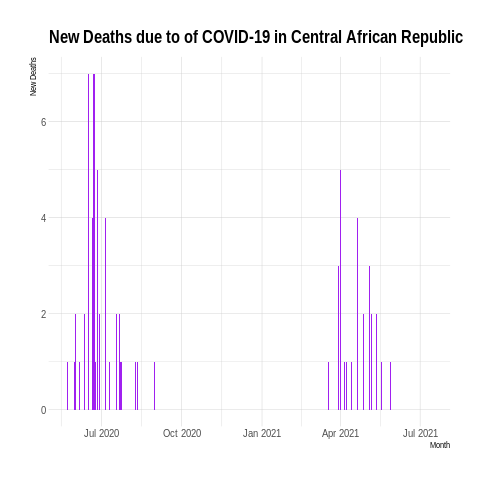 New Deaths due to of COVID-19 in Central African Republic
New Deaths
6
4
2
0
Jul 2020
Oct 2020
Jan 2021
Apr 2021
Jul 2021
Month